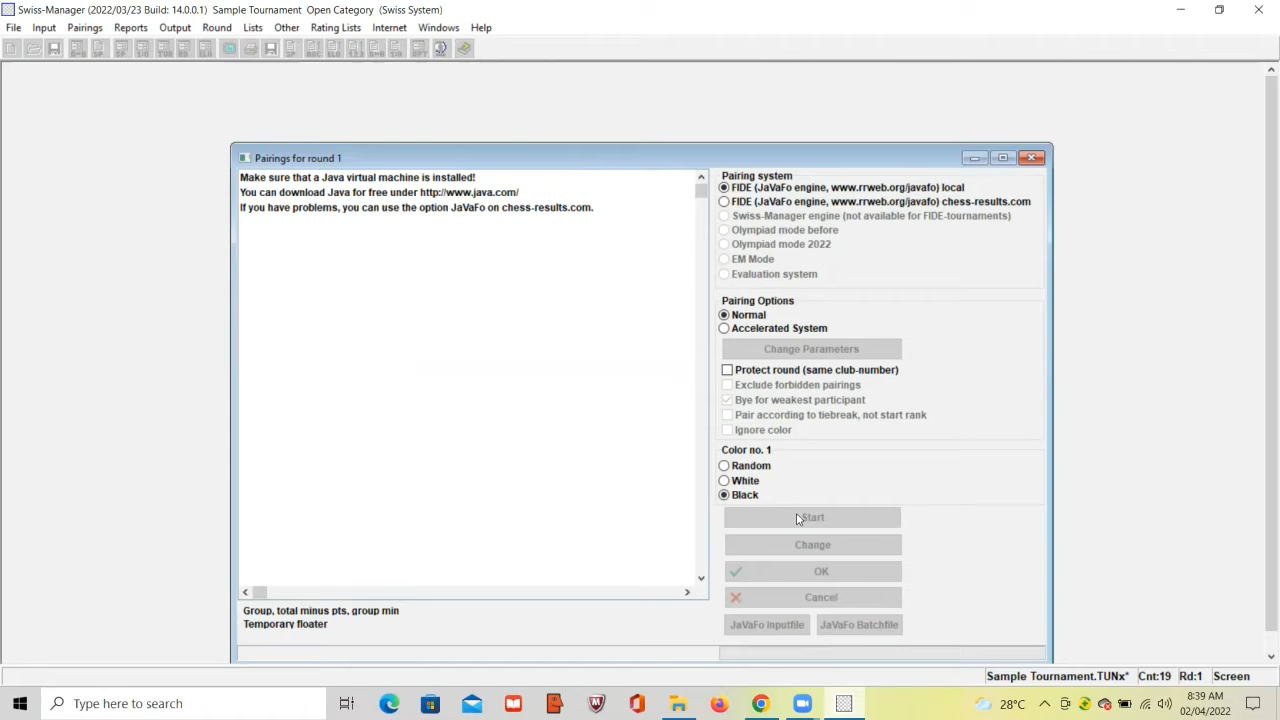 Swiss-Manager (2022/03/23 Build: 14.0.0.1) Sample Tournament Open Category (Swiss System)
File Input Pairings Reports Output Round Lists Other Rating Lists Internet Windows Help
Pairings for round 1
Make sure that a Java virtual machine is installed!
You can download Java for free under http://www.java.com/
If you have problems, you can use the option JaVaFo on chess-results.com.
Pairing system
FIDE (JaVaFo engine, www.rrweb.org/javafo) local
FIDE (JaVaFo engine, www.rrweb.org/javafo) chess-results.com
Swiss-Manager engine (not available for FIDE-tournaments)
Olympiad mode before
Olympiad mode 2022
EM Mode
Evaluation system
Pairing Options
Normal
Accelerated System
Change Parameters
Protect round (same club-number)
Exclude forbidden pairings
Bye for weakest participant
Pair according to tiebreak, not start rank
Ignore color
Color no. 1
Random
White
Black
Start
Change
OK
Cancel
JaVaFo Inputfile JaVaFo Batchfile
Group, total minus pts, group min
Temporary floater
Sample Tournament.TUNx* Cnt:19 Rd:1 Screen
Type here to search
28°C
8:39 AM
02/04/2022